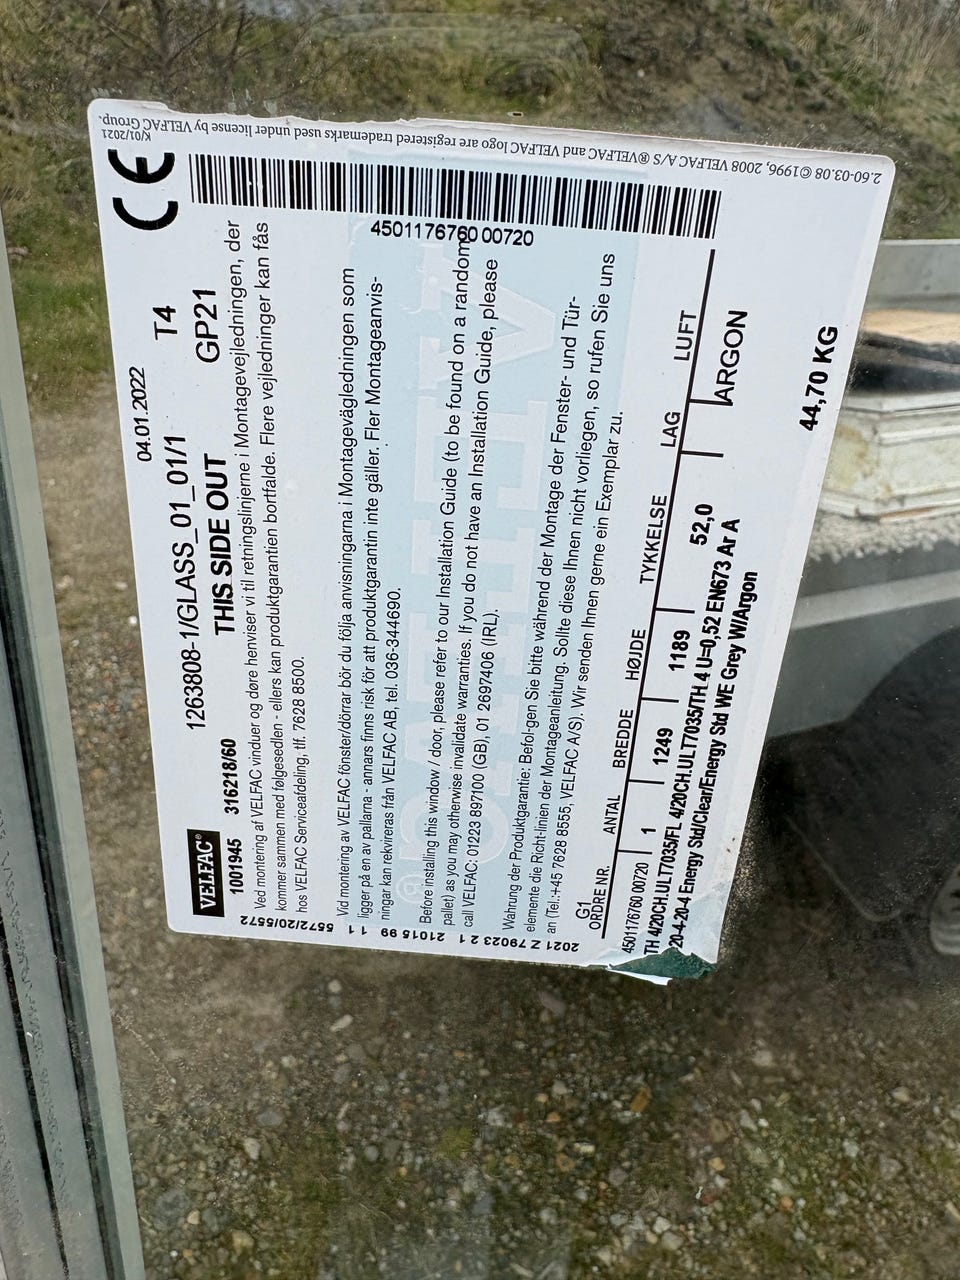 VELFAC®
1263808-1/GLASS_01_01/1
04.01.2022
T4
CE
K/01/2021
1001945 316218/60
THIS SIDE OUT
GP21
Ved montering af VELFAC vinduer og døre henviser vi til retningslinjerne i Montagevejledningen, der
kommer sammen med følgesedlen - ellers kan produktgarantien bortfalde. Flere vejledninger kan fås
hos VELFAC Serviceafdeling, tlf. 7628 8500.
4501176760 00720
Vid montering av VELFAC fönster/dörrar bör du följa anvisningarna i Montagevägledningen som
ligger på en av pallarna - annars finns risk för att produktgarantin inte gäller. Fler Montageanvis-
ningar kan rekvireras från VELFAC AB, tel. 036-344690.
Before installing this window / door, please refer to our Installation Guide (to be found on a random
pallet) as you may otherwise invalidate warranties. If you do not have an Installation Guide, please
call VELFAC: 01223 897100 (GB), 01 2697406 (IRL).
Wahrung der Produktgarantie: Befol-gen Sie bitte während der Montage der Fenster- und Tür-
elemente die Richt-linien der Montageanleitung. Sollte diese Ihnen nicht vorliegen, so rufen Sie uns
an (Tel.:+45 7628 8555, VELFAC A/S). Wir senden Ihnen gerne ein Exemplar zu.
G1
ORDRE NR. ANTAL BREDDE HØJDE TYKKELSE LAG LUFT
4501176760 00720 1 1249 1189 52,0 ARGON
TH 4/20CH.ULT7035/FL 4/20CH.ULT7035/TH 4 U=0,52 EN673 Ar A
20-4-20-4 Energy Std/Clear/Energy Std WE Grey W/Argon
44,70 KG
5572/20/5572
1 1
21015 99
2 1
2021 Z 79023
2.60-03.08 ©1996, 2008 VELFAC A/S ® VELFAC and VELFAC logo are registered trademarks used under license by VELFAC Group.
VELFAC®